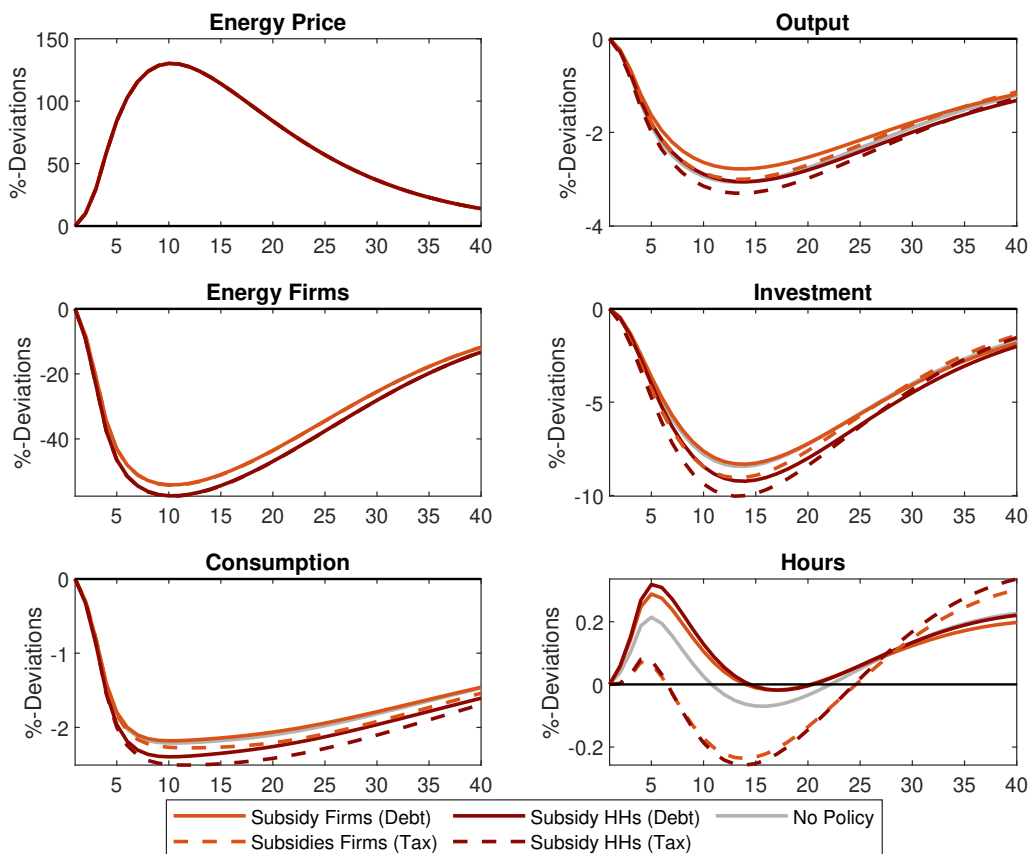 Energy Price
%-Deviations
150
100
50
0
5 10 15 20 25 30 35 40
Output
%-Deviations
0
-2
-4
5 10 15 20 25 30 35 40
Energy Firms
%-Deviations
0
-20
-40
5 10 15 20 25 30 35 40
Investment
%-Deviations
0
-5
-10
5 10 15 20 25 30 35 40
Consumption
%-Deviations
0
-1
-2
5 10 15 20 25 30 35 40
Hours
%-Deviations
0.2
0
-0.2
5 10 15 20 25 30 35 40
Subsidy Firms (Debt) Subsidy HHs (Debt) No Policy
Subsidies Firms (Tax) Subsidy HHs (Tax)